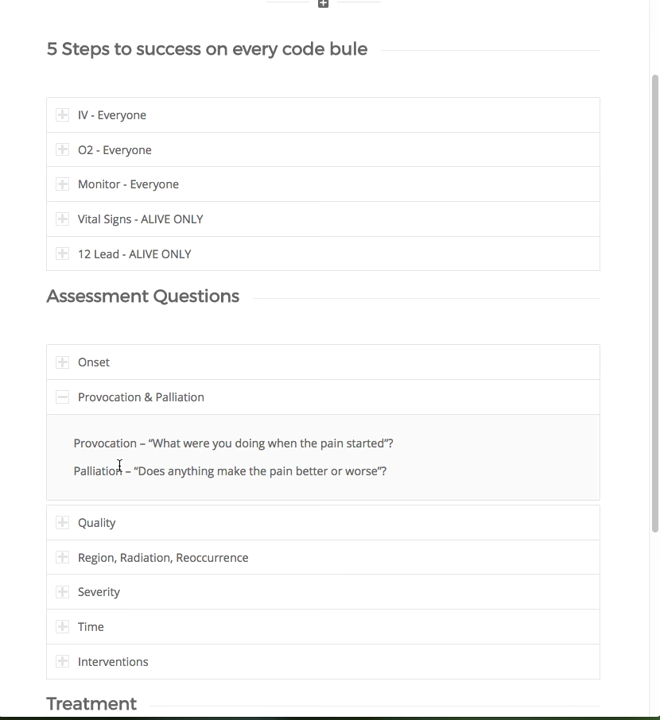 5 Steps to success on every code bule
IV - Everyone
O2 - Everyone
Monitor - Everyone
Vital Signs - ALIVE ONLY
12 Lead - ALIVE ONLY
Assessment Questions
Onset
Provocation & Palliation
Provocation – “What were you doing when the pain started”?
Palliation – “Does anything make the pain better or worse”?
Quality
Region, Radiation, Reoccurrence
Severity
Time
Interventions
Treatment